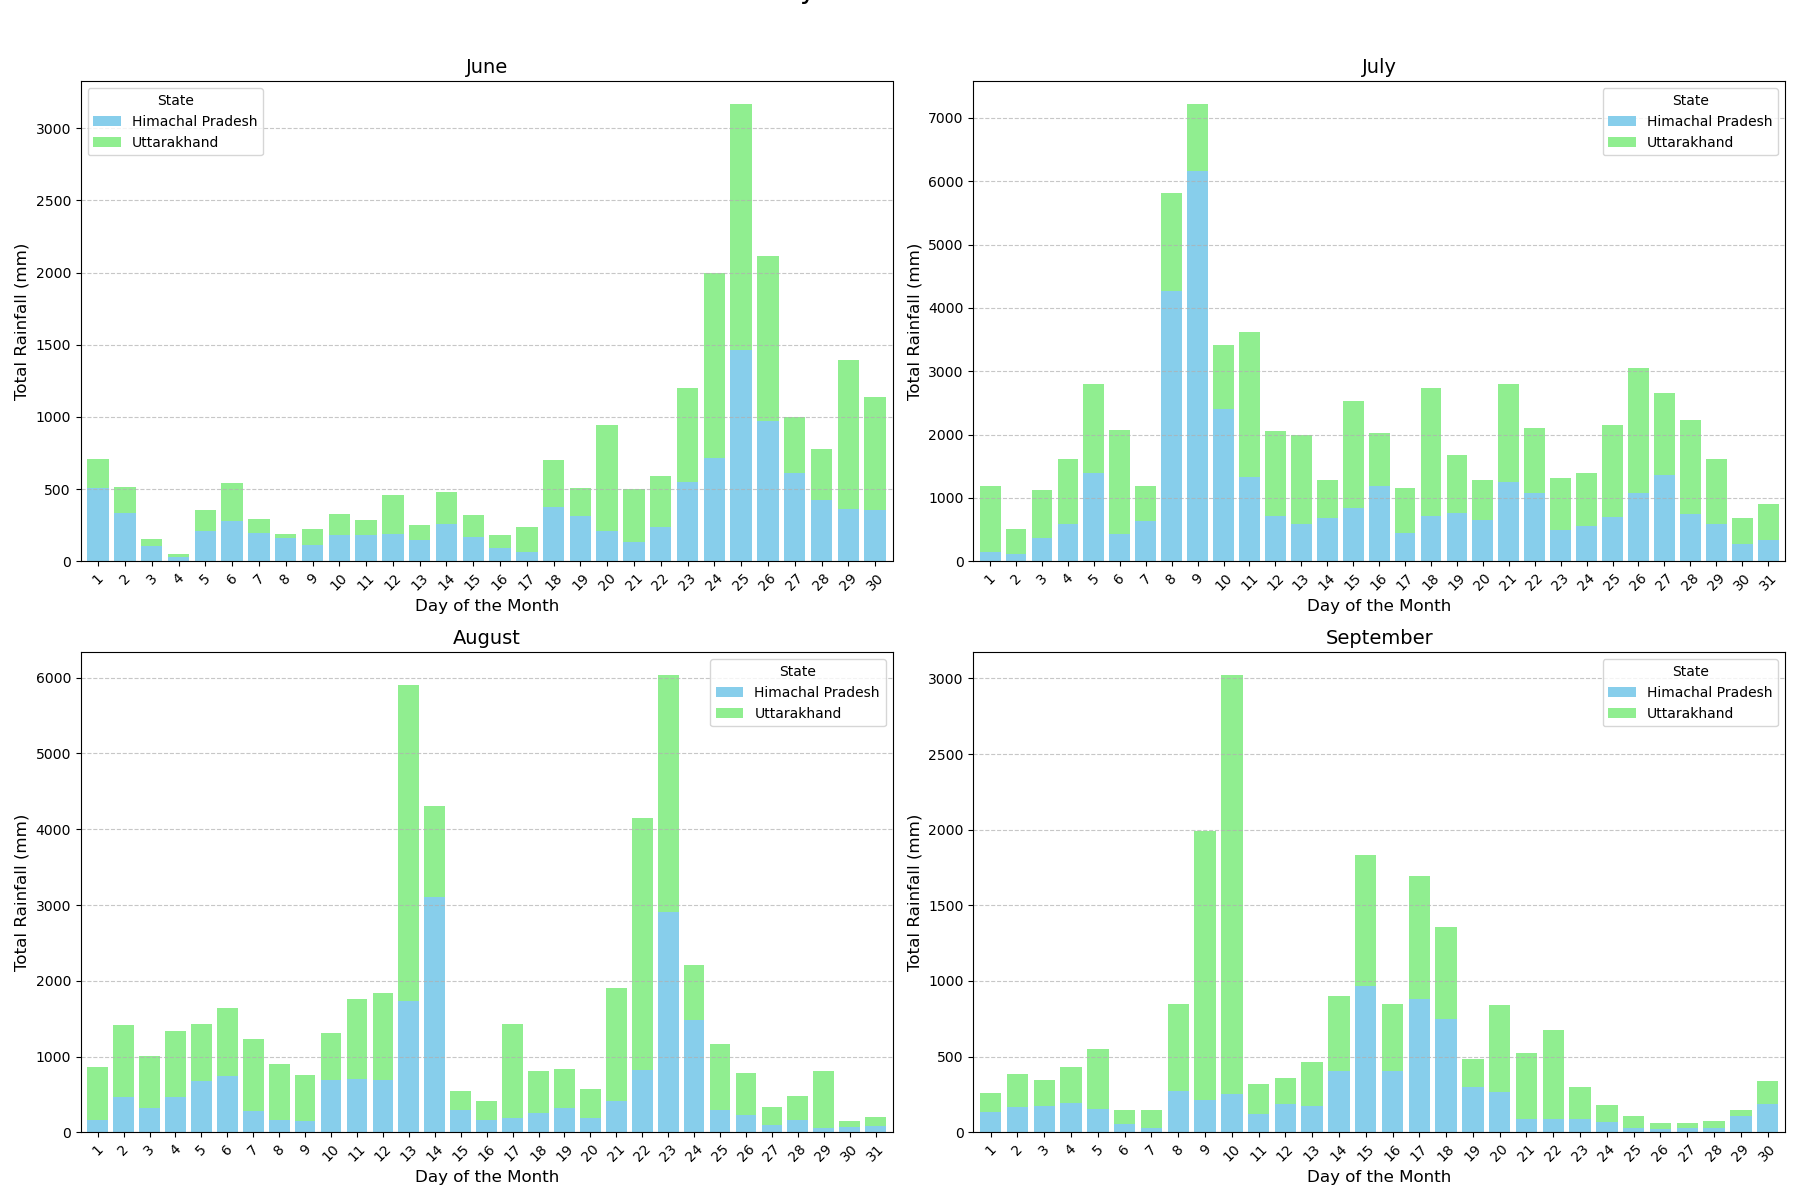 June
State
Himachal Pradesh
Uttarakhand
3000
2500
2000
1500
1000
500
0
Total Rainfall (mm)
1 2 3 4 5 6 7 8 9 10 11 12 13 14 15 16 17 18 19 20 21 22 23 24 25 26 27 28 29 30
Day of the Month
July
State
Himachal Pradesh
Uttarakhand
7000
6000
5000
4000
3000
2000
1000
0
Total Rainfall (mm)
1 2 3 4 5 6 7 8 9 10 11 12 13 14 15 16 17 18 19 20 21 22 23 24 25 26 27 28 29 30 31
Day of the Month
August
State
Himachal Pradesh
Uttarakhand
6000
5000
4000
3000
2000
1000
0
Total Rainfall (mm)
1 2 3 4 5 6 7 8 9 10 11 12 13 14 15 16 17 18 19 20 21 22 23 24 25 26 27 28 29 30 31
Day of the Month
September
State
Himachal Pradesh
Uttarakhand
3000
2500
2000
1500
1000
500
0
Total Rainfall (mm)
1 2 3 4 5 6 7 8 9 10 11 12 13 14 15 16 17 18 19 20 21 22 23 24 25 26 27 28 29 30
Day of the Month